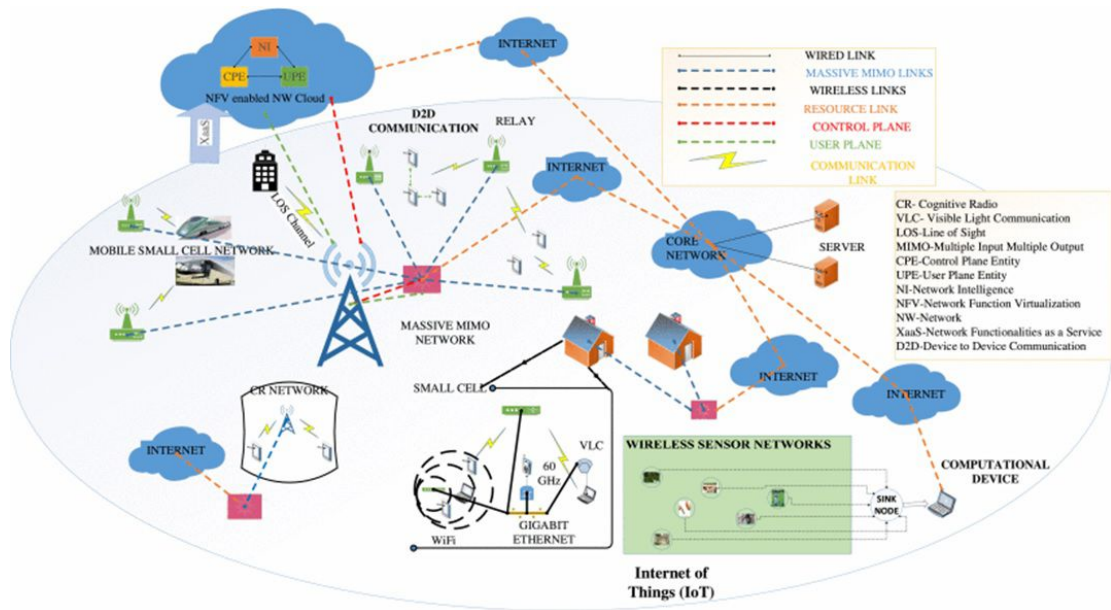 NI
CPE
UPE
NFV enabled NW Cloud
XaaS
INTERNET
WIRED LINK
MASSIVE MIMO LINKS
WIRELESS LINKS
RESOURCE LINK
CONTROL PLANE
USER PLANE
COMMUNICATION
LINK
D2D
COMMUNICATION
RELAY
LOS Channel
INTERNET
MOBILE SMALL CELL NETWORK
CORE
NETWORK
SERVER
CR- Cognitive Radio
VLC- Visible Light Communication
LOS-Line of Sight
MIMO-Multiple Input Multiple Output
CPE-Control Plane Entity
UPE-User Plane Entity
NI-Network Intelligence
NFV-Network Function Virtualization
NW-Network
XaaS-Network Functionalities as a Service
D2D-Device to Device Communication
MASSIVE MIMO
NETWORK
SMALL CELL
INTERNET
INTERNET
CR NETWORK
INTERNET
VLC
60
GHz
WiFi
GIGABIT
ETHERNET
WIRELESS SENSOR NETWORKS
SINK
NODE
COMPUTATIONAL
DEVICE
Internet of
Things (IoT)